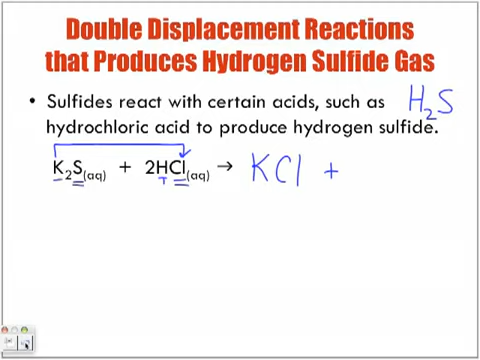 Double Displacement Reactions
that Produces Hydrogen Sulfide Gas
• Sulfides react with certain acids, such as H₂S
hydrochloric acid to produce hydrogen sulfide.
K₂S(aq) + 2HCl(aq) → KCl +